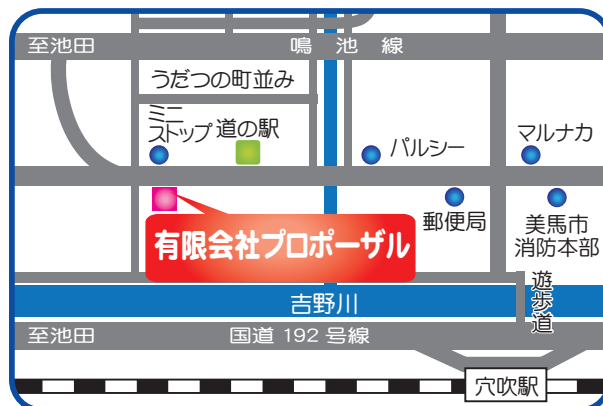 至池田 鳴池線
うだつの町並み
ミニ
ストップ
道の駅
パルシー
マルナカ
有限会社プロポーザル
郵便局
美馬市
消防本部
吉野川
遊歩道
至池田 国道 192 号線
穴吹駅